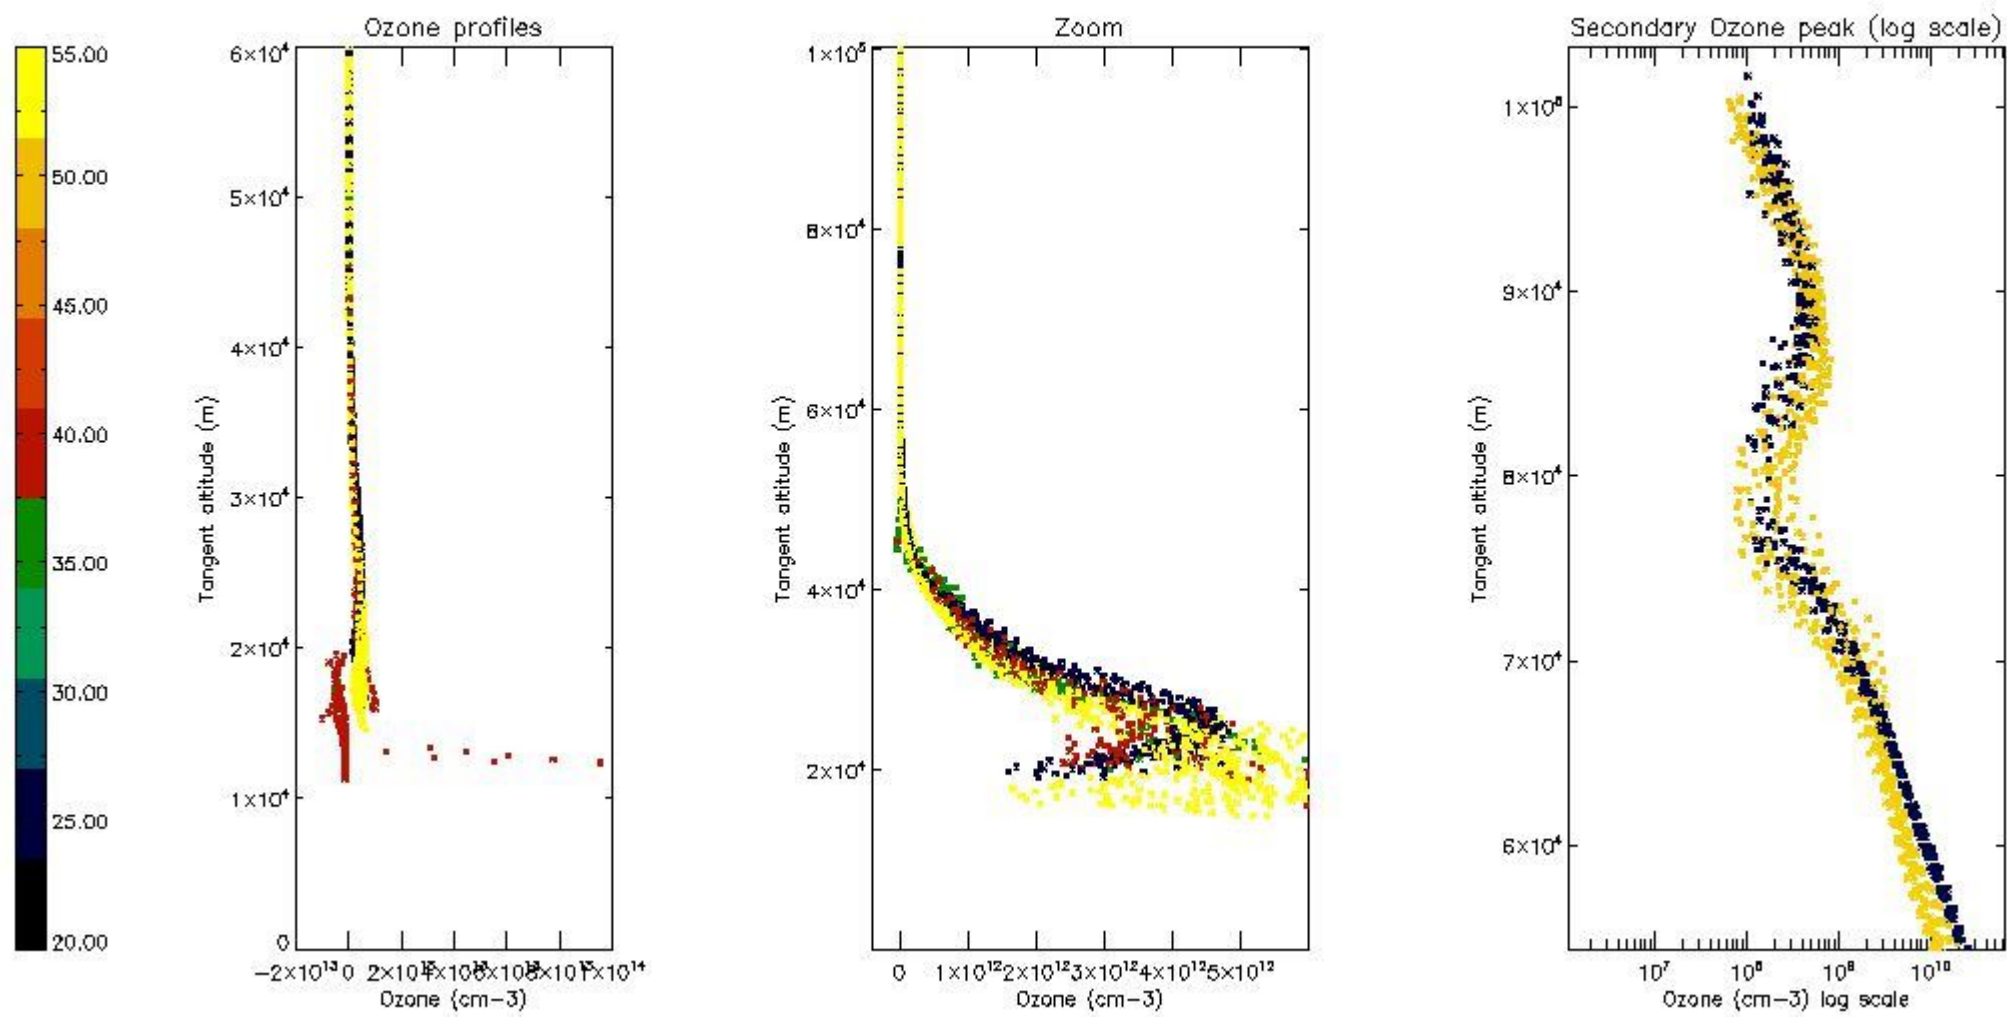 Ozone profiles
Zoom
Secondary Ozone peak (log scale)
55.00
50.00
45.00
40.00
35.00
30.00
25.00
20.00
6×10⁴
5×10⁴
4×10⁴
3×10⁴
2×10⁴
1×10⁴
0
Tangent altitude (m)
−2×10¹³ 0
Ozone (cm−3)
1×10⁵
8×10⁴
6×10⁴
4×10⁴
2×10⁴
Tangent altitude (m)
0 1×10¹² 2×10¹² 3×10¹² 4×10¹² 5×10¹²
Ozone (cm−3)
9×10⁴
8×10⁴
7×10⁴
6×10⁴
Tangent altitude (m)
10⁷ 10⁸ 10⁹ 10¹⁰
Ozone (cm−3) log scale